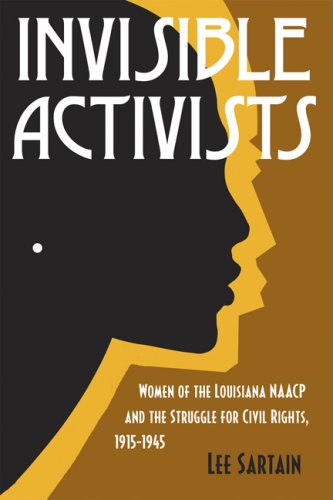 INVISIBLE
ACTIVISTS
WOMEN OF THE LOUISIANA NAACP
AND THE STRUGGLE FOR CIVIL RIGHTS,
1915-1945
LEE SARTAIN